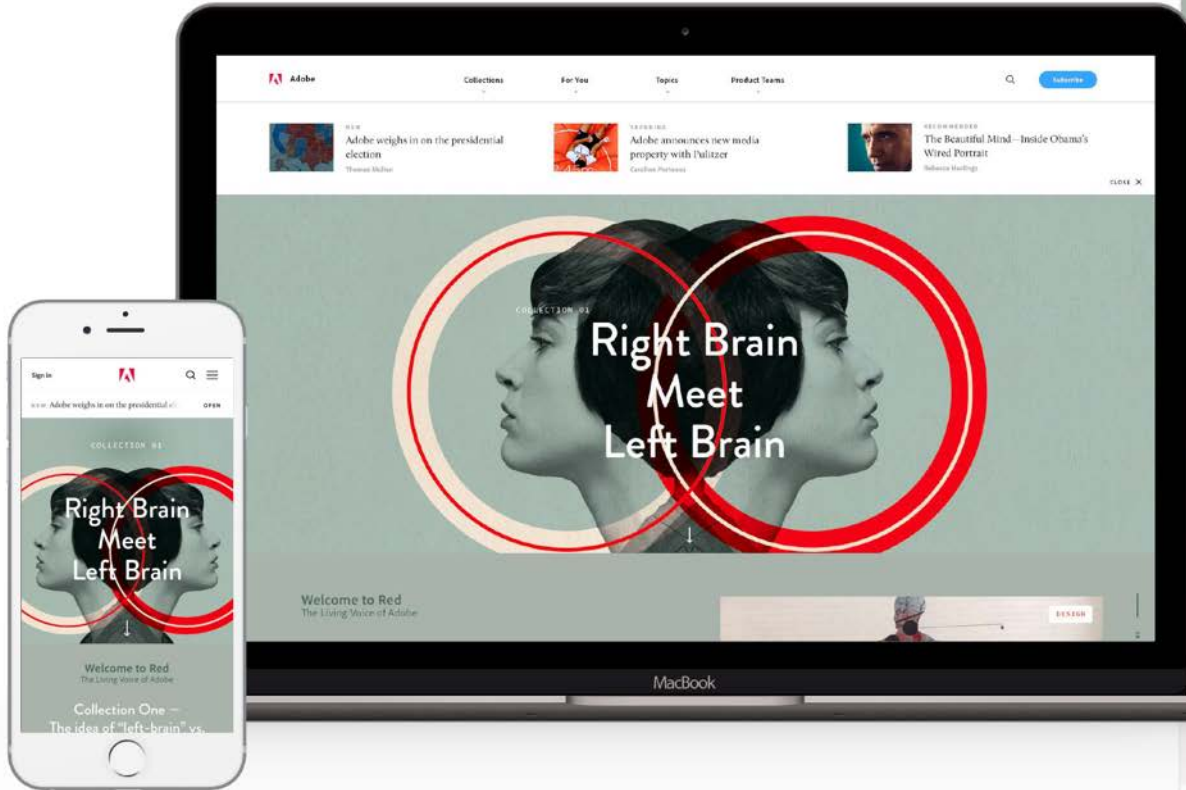 Adobe
Collections
For You
Topics
Product Teams
Subscribe
NEW
Adobe weighs in on the presidential
election
TRENDING
Adobe announces new media
property with Pulitzer
RECOMMENDED
The Beautiful Mind—Inside Obama's
Wired Portrait
Rebecca Hastings
CLOSE X
COLLECTION 01
Right Brain
Meet
Left Brain
Welcome to Red
The Living Voice of Adobe
DESIGN
MacBook
Sign in
NEW Adobe weighs in on the presidential
OPEN
COLLECTION 01
Right Brain
Meet
Left Brain
Welcome to Red
The Living Voice of Adobe
Collection One —
The idea of "left-brain" vs.